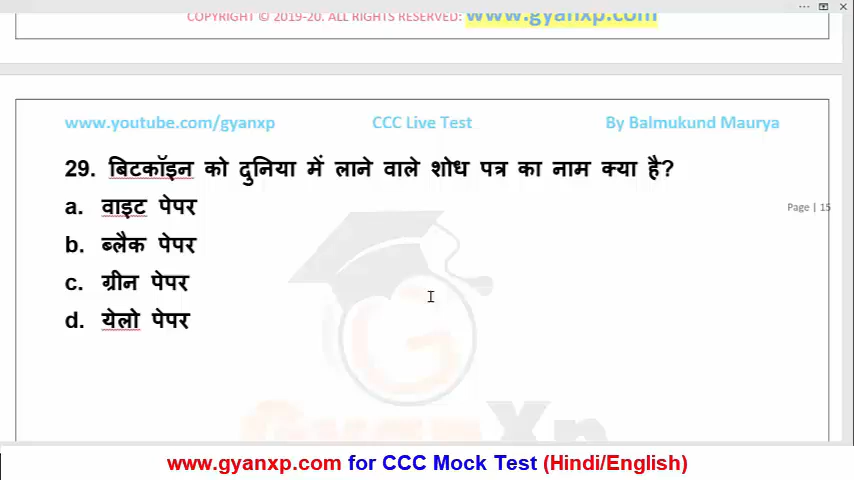 COPYRIGHT © 2019-20. ALL RIGHTS RESERVED: www.gyanxp.com
www.youtube.com/gyanxp CCC Live Test By Balmukund Maurya
29. बिटकॉइन को दुनिया में लाने वाले शोध पत्र का नाम क्या है?
a. वाइट पेपर
Page | 15
b. ब्लैक पेपर
c. ग्रीन पेपर
d. येलो पेपर
GyanXp
www.gyanxp.com for CCC Mock Test (Hindi/English)